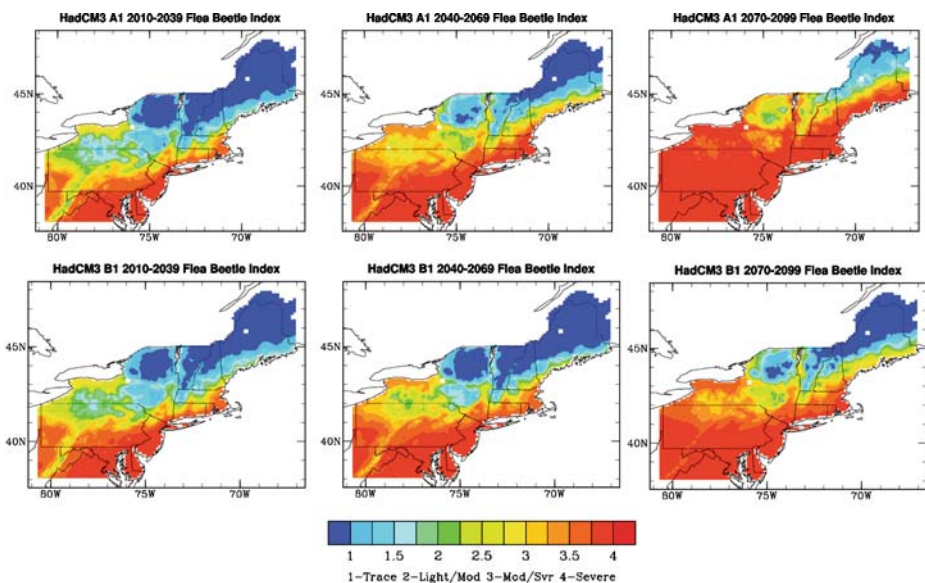 HadCM3 A1 2010-2039 Flea Beetle Index
HadCM3 A1 2040-2069 Flea Beetle Index
HadCM3 A1 2070-2099 Flea Beetle Index
45N
40N
80W 75W 70W
45N
40N
80W 75W 70W
45N
40N
80W 75W 70W
HadCM3 B1 2010-2039 Flea Beetle Index
HadCM3 B1 2040-2069 Flea Beetle Index
HadCM3 B1 2070-2099 Flea Beetle Index
45N
40N
80W 75W 70W
45N
40N
80W 75W 70W
45N
40N
80W 75W 70W
1 1.5 2 2.5 3 3.5 4
1-Trace 2-Light/Mod 3-Mod/Svr 4-Severe